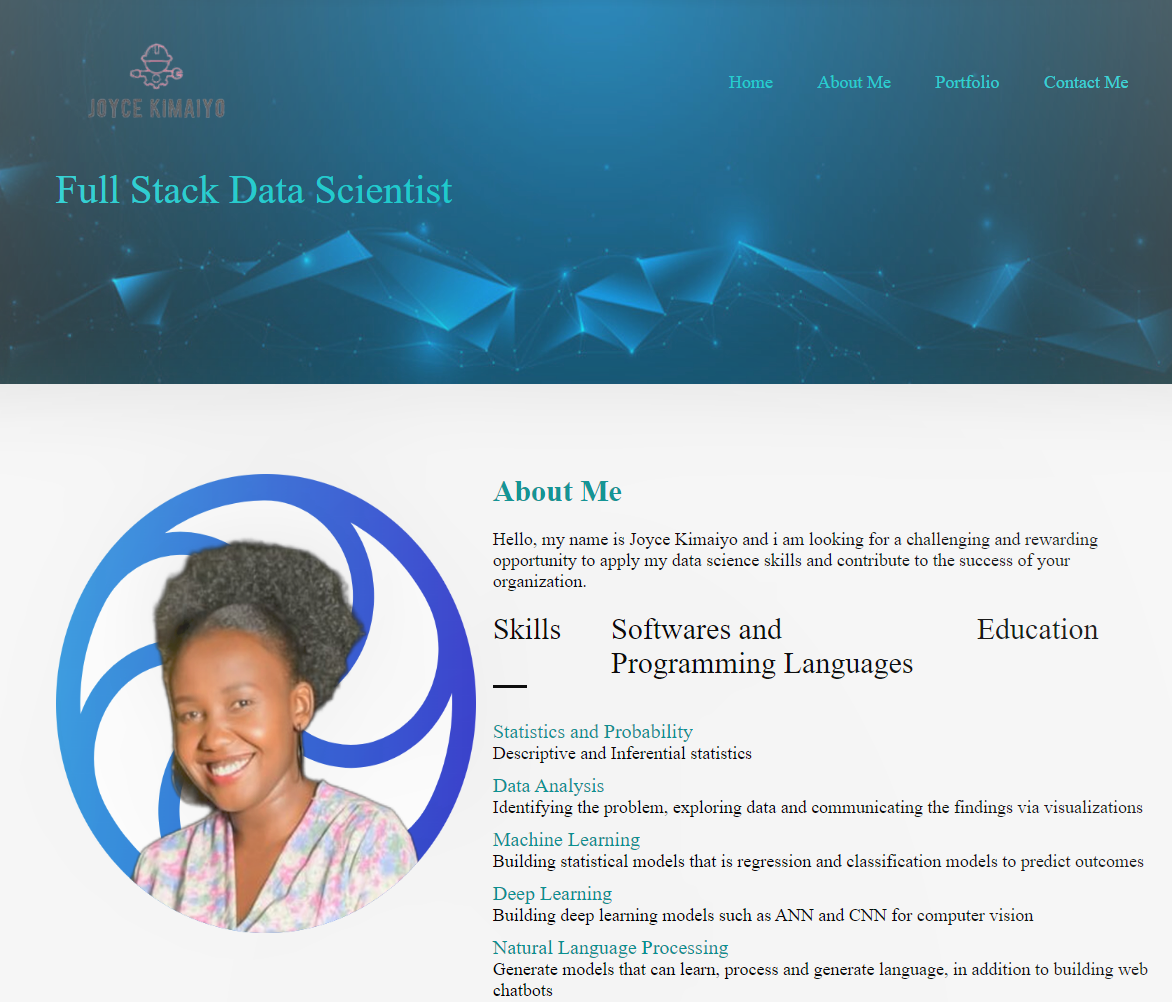 JOYCE KIMAIYO
Home About Me Portfolio Contact Me
Full Stack Data Scientist
About Me
Hello, my name is Joyce Kimaiyo and i am looking for a challenging and rewarding
opportunity to apply my data science skills and contribute to the success of your
organization.
Skills Softwares and Education
Programming Languages
Statistics and Probability
Descriptive and Inferential statistics
Data Analysis
Identifying the problem, exploring data and communicating the findings via visualizations
Machine Learning
Building statistical models that is regression and classification models to predict outcomes
Deep Learning
Building deep learning models such as ANN and CNN for computer vision
Natural Language Processing
Generate models that can learn, process and generate language, in addition to building web
chatbots